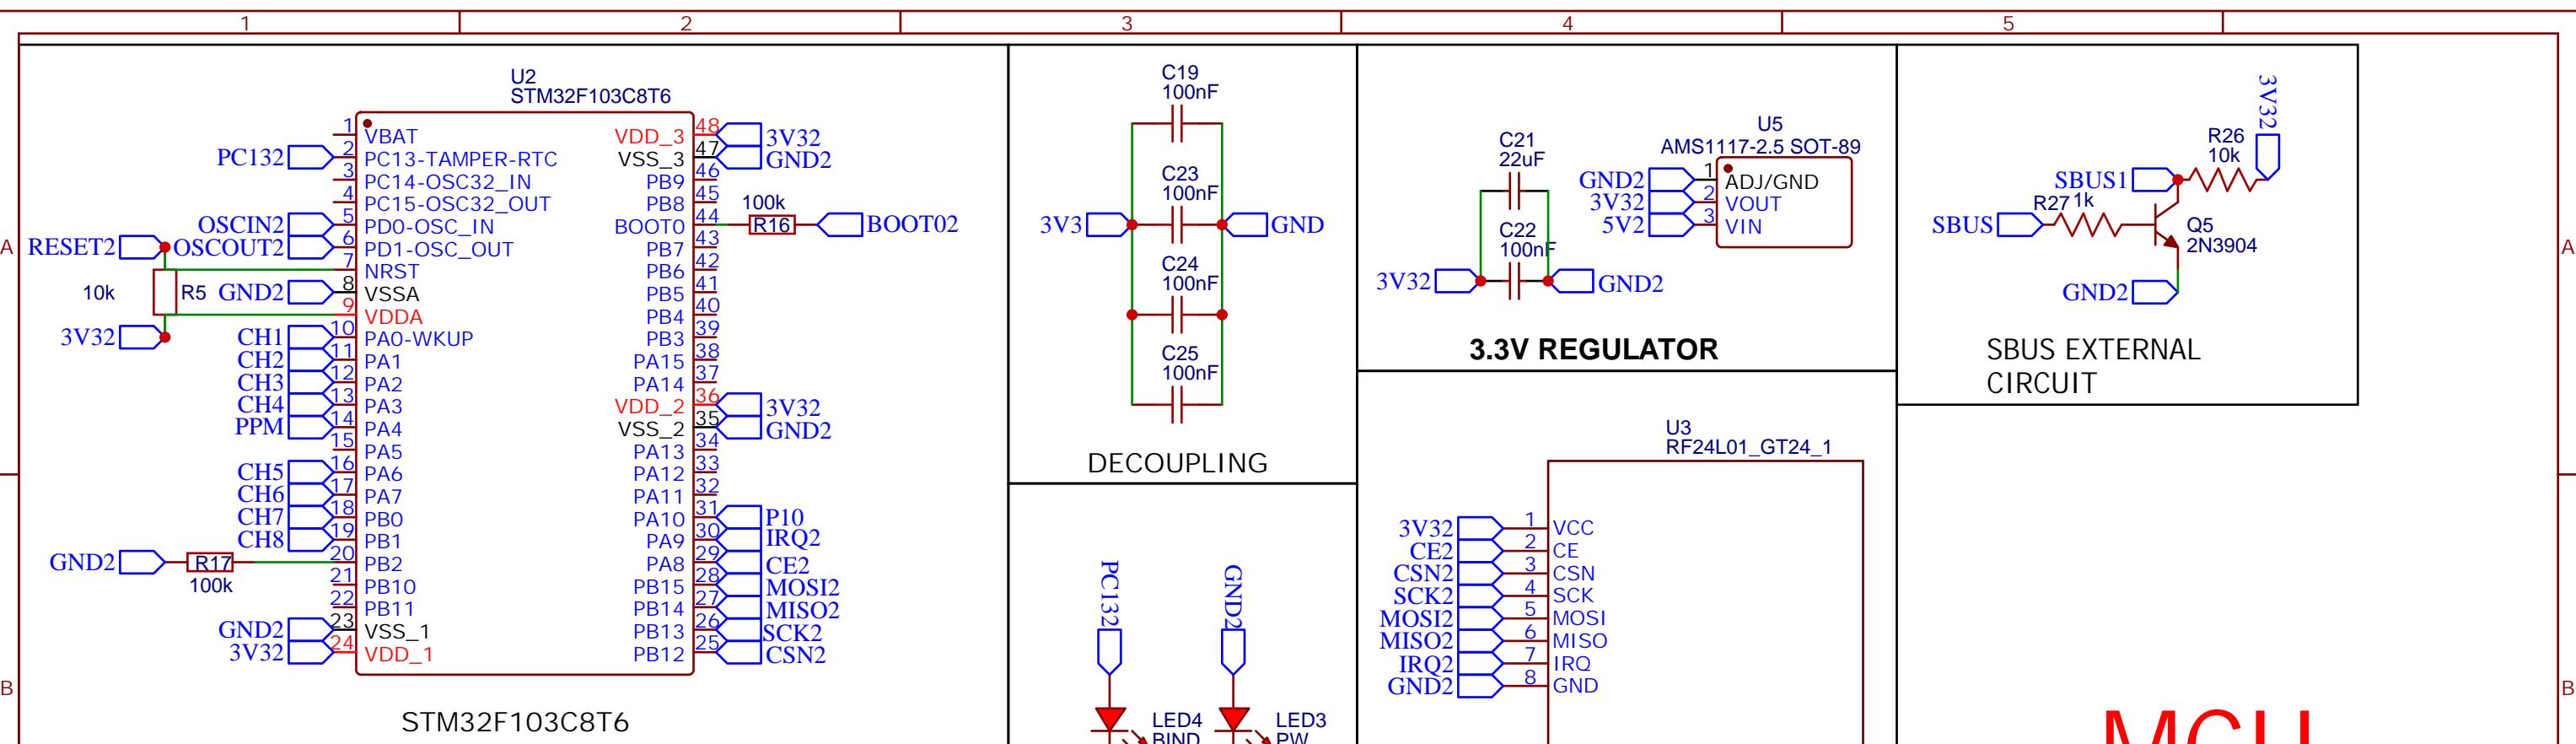 1 2 3 4 5
A
A
B
B
U2
STM32F103C8T6
1 VBAT
PC132 2 PC13-TAMPER-RTC
3 PC14-OSC32_IN
4 PC15-OSC32_OUT
OSCIN2 5 PD0-OSC_IN
RESET2 OSCOUT2 6 PD1-OSC_OUT
7 NRST
10k R5 GND2 8 VSSA
9 VDDA
3V32 CH1 10 PA0-WKUP
CH2 11 PA1
CH3 12 PA2
CH4 13 PA3
PPM 14 PA4
15 PA5
CH5 16 PA6
CH6 17 PA7
CH7 18 PB0
CH8 19 PB1
GND2 R17 20 PB2
100k
21 PB10
22 PB11
GND2 23 VSS_1
3V32 24 VDD_1
VDD_3 48 3V32
VSS_3 47 GND2
PB9 46
PB8 45
100k
BOOT0 44 R16 BOOT02
PB7 43
PB6 42
PB5 41
PB4 40
PB3 39
PA15 38
PA14 37
VDD_2 36 3V32
VSS_2 35 GND2
PA13 34
PA12 33
PA11 32
PA10 31 P10
PA9 30 IRQ2
PA8 29 CE2
PB15 28 MOSI2
PB14 27 MISO2
PB13 26 SCK2
PB12 25 CSN2
STM32F103C8T6
C19
100nF
C23
100nF
3V3 GND
C24
100nF
C25
100nF
DECOUPLING
PC132
GND2
LED4
BIND
LED3
PW
C21
22uF
C22
100nF
3V32 GND2
U5
AMS1117-2.5 SOT-89
GND2 1 ADJ/GND
3V32 2 VOUT
5V2 3 VIN
3.3V REGULATOR
U3
RF24L01_GT24_1
3V32 1 VCC
CE2 2 CE
CSN2 3 CSN
SCK2 4 SCK
MOSI2 5 MOSI
MISO2 6 MISO
IRQ2 7 IRQ
GND2 8 GND
3V32
R26
10k
SBUS1
R27 1k
SBUS
Q5
2N3904
GND2
SBUS EXTERNAL
CIRCUIT
MCU